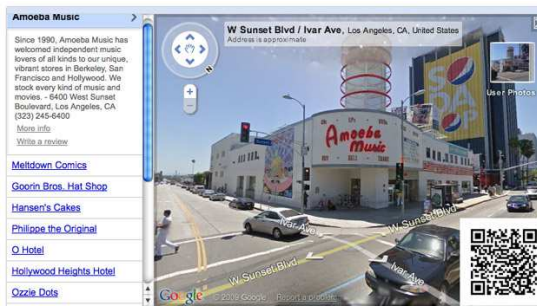 Amoeba Music
Since 1990, Amoeba Music has
welcomed independent music
lovers of all kinds to our unique,
vibrant stores in Berkeley, San
Francisco and Hollywood. We
stock every kind of music and
movies. - 6400 West Sunset
Boulevard, Los Angeles, CA
(323) 245-6400
More info
Write a review
Meltdown Comics
Goorin Bros. Hat Shop
Hansen's Cakes
Philippe the Original
O Hotel
Hollywood Heights Hotel
Ozzie Dots
W Sunset Blvd / Ivar Ave, Los Angeles, CA, United States
Address is approximate
N
User Photos
SO
DA
POP
Amoeba
Music
Ivar Ave
W Sunset Blvd
W Sunset Blvd
Ivar Ave
Google
© 2009 Google
Report a problem